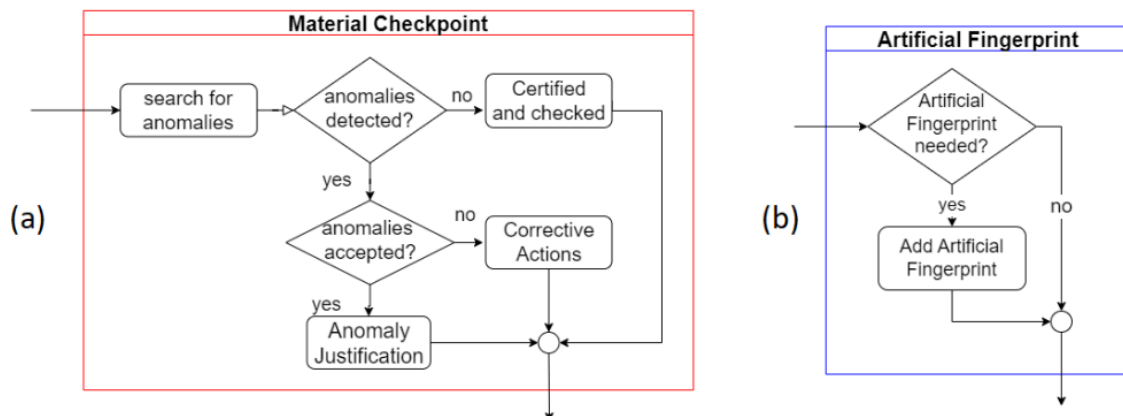 Material Checkpoint
search for
anomalies
anomalies
detected?
no
Certified
and checked
yes
(a)
anomalies
accepted?
no
Corrective
Actions
yes
Anomaly
Justification
Artificial Fingerprint
Artificial
Fingerprint
needed?
yes
no
(b)
Add Artificial
Fingerprint